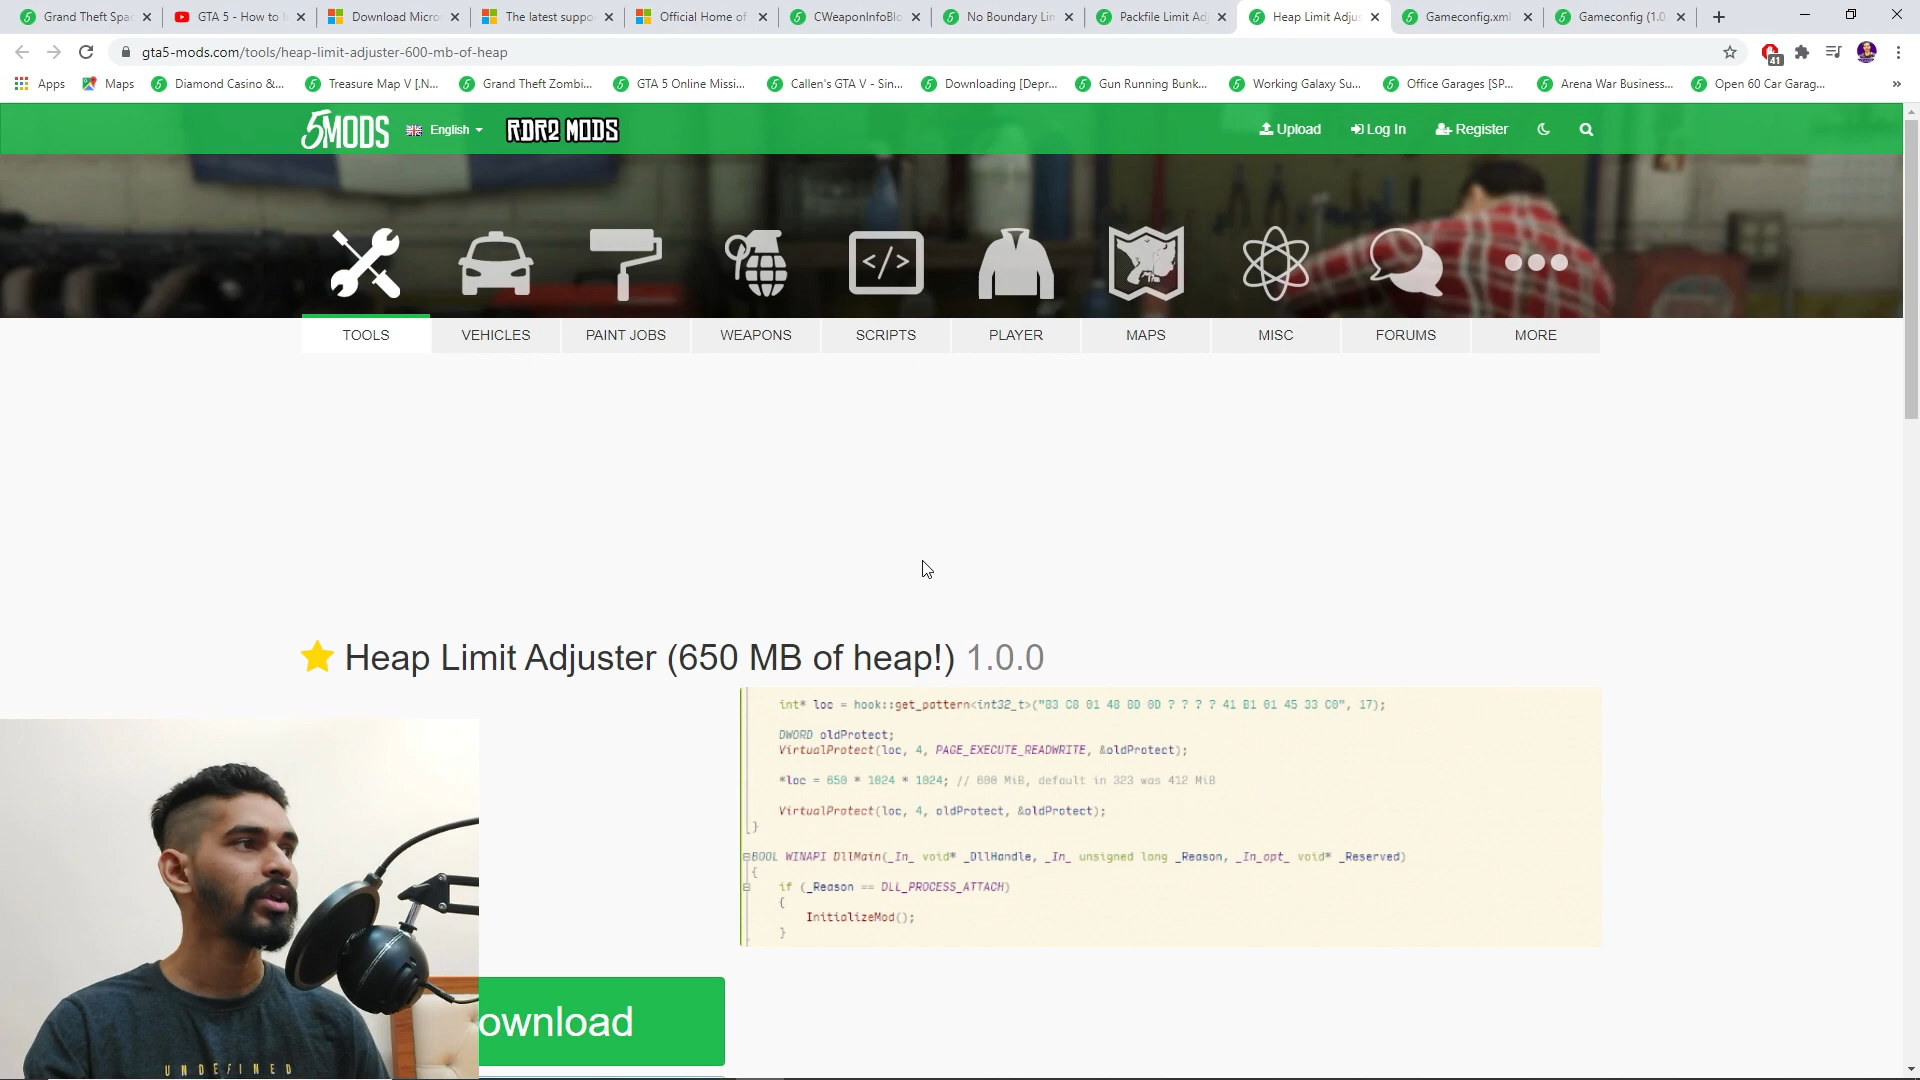 Grand Theft Spa
GTA 5 - How to i
Download Micro
The latest suppo
Official Home of
CWeaponInfoBlo
No Boundary Lim
Packfile Limit Ad
Heap Limit Adju
Gameconfig.xml
Gameconfig (1.0
gta5-mods.com/tools/heap-limit-adjuster-600-mb-of-heap
41
Apps
Maps
Diamond Casino &...
Treasure Map V [.N...
Grand Theft Zombi...
GTA 5 Online Missi...
Callen's GTA V - Sin...
Downloading [Depr...
Gun Running Bunk...
Working Galaxy Su...
Office Garages [SP...
Arena War Business...
Open 60 Car Garag...
»
5MODS
English
RDR2 MODS
Upload
Log In
Register
TOOLS
VEHICLES
PAINT JOBS
WEAPONS
SCRIPTS
PLAYER
MAPS
MISC
FORUMS
MORE
Heap Limit Adjuster (650 MB of heap!) 1.0.0
int* loc = hook::get_pattern<int32_t>("83 C8 01 48 8D 0D ? ? ? ? 41 B1 01 45 33 C0", 17);
DWORD oldProtect;
VirtualProtect(loc, 4, PAGE_EXECUTE_READWRITE, &oldProtect);
*loc = 650 * 1024 * 1024; // 600 MiB, default in 323 was 412 MiB
VirtualProtect(loc, 4, oldProtect, &oldProtect);
}
BOOL WINAPI DllMain(_In_ void* _DllHandle, _In_ unsigned long _Reason, _In_opt_ void* _Reserved)
{
if (_Reason == DLL_PROCESS_ATTACH)
{
InitializeMod();
}
ownload
UNDEFINED